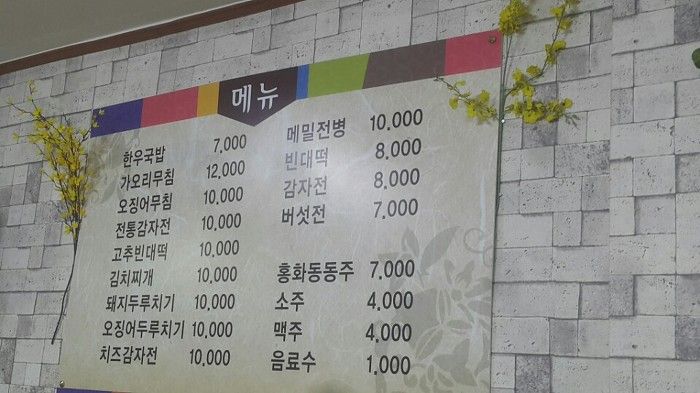 메뉴
한우국밥 7,000
가오리무침 12,000
오징어무침 10,000
전통감자전 10,000
고추빈대떡 10,000
김치찌개 10,000
돼지두루치기 10,000
오징어두루치기 10,000
치즈감자전 10,000
메밀전병 10,000
빈대떡 8,000
감자전 8,000
버섯전 7,000
홍화동동주 7,000
소주 4,000
맥주 4,000
음료수 1,000